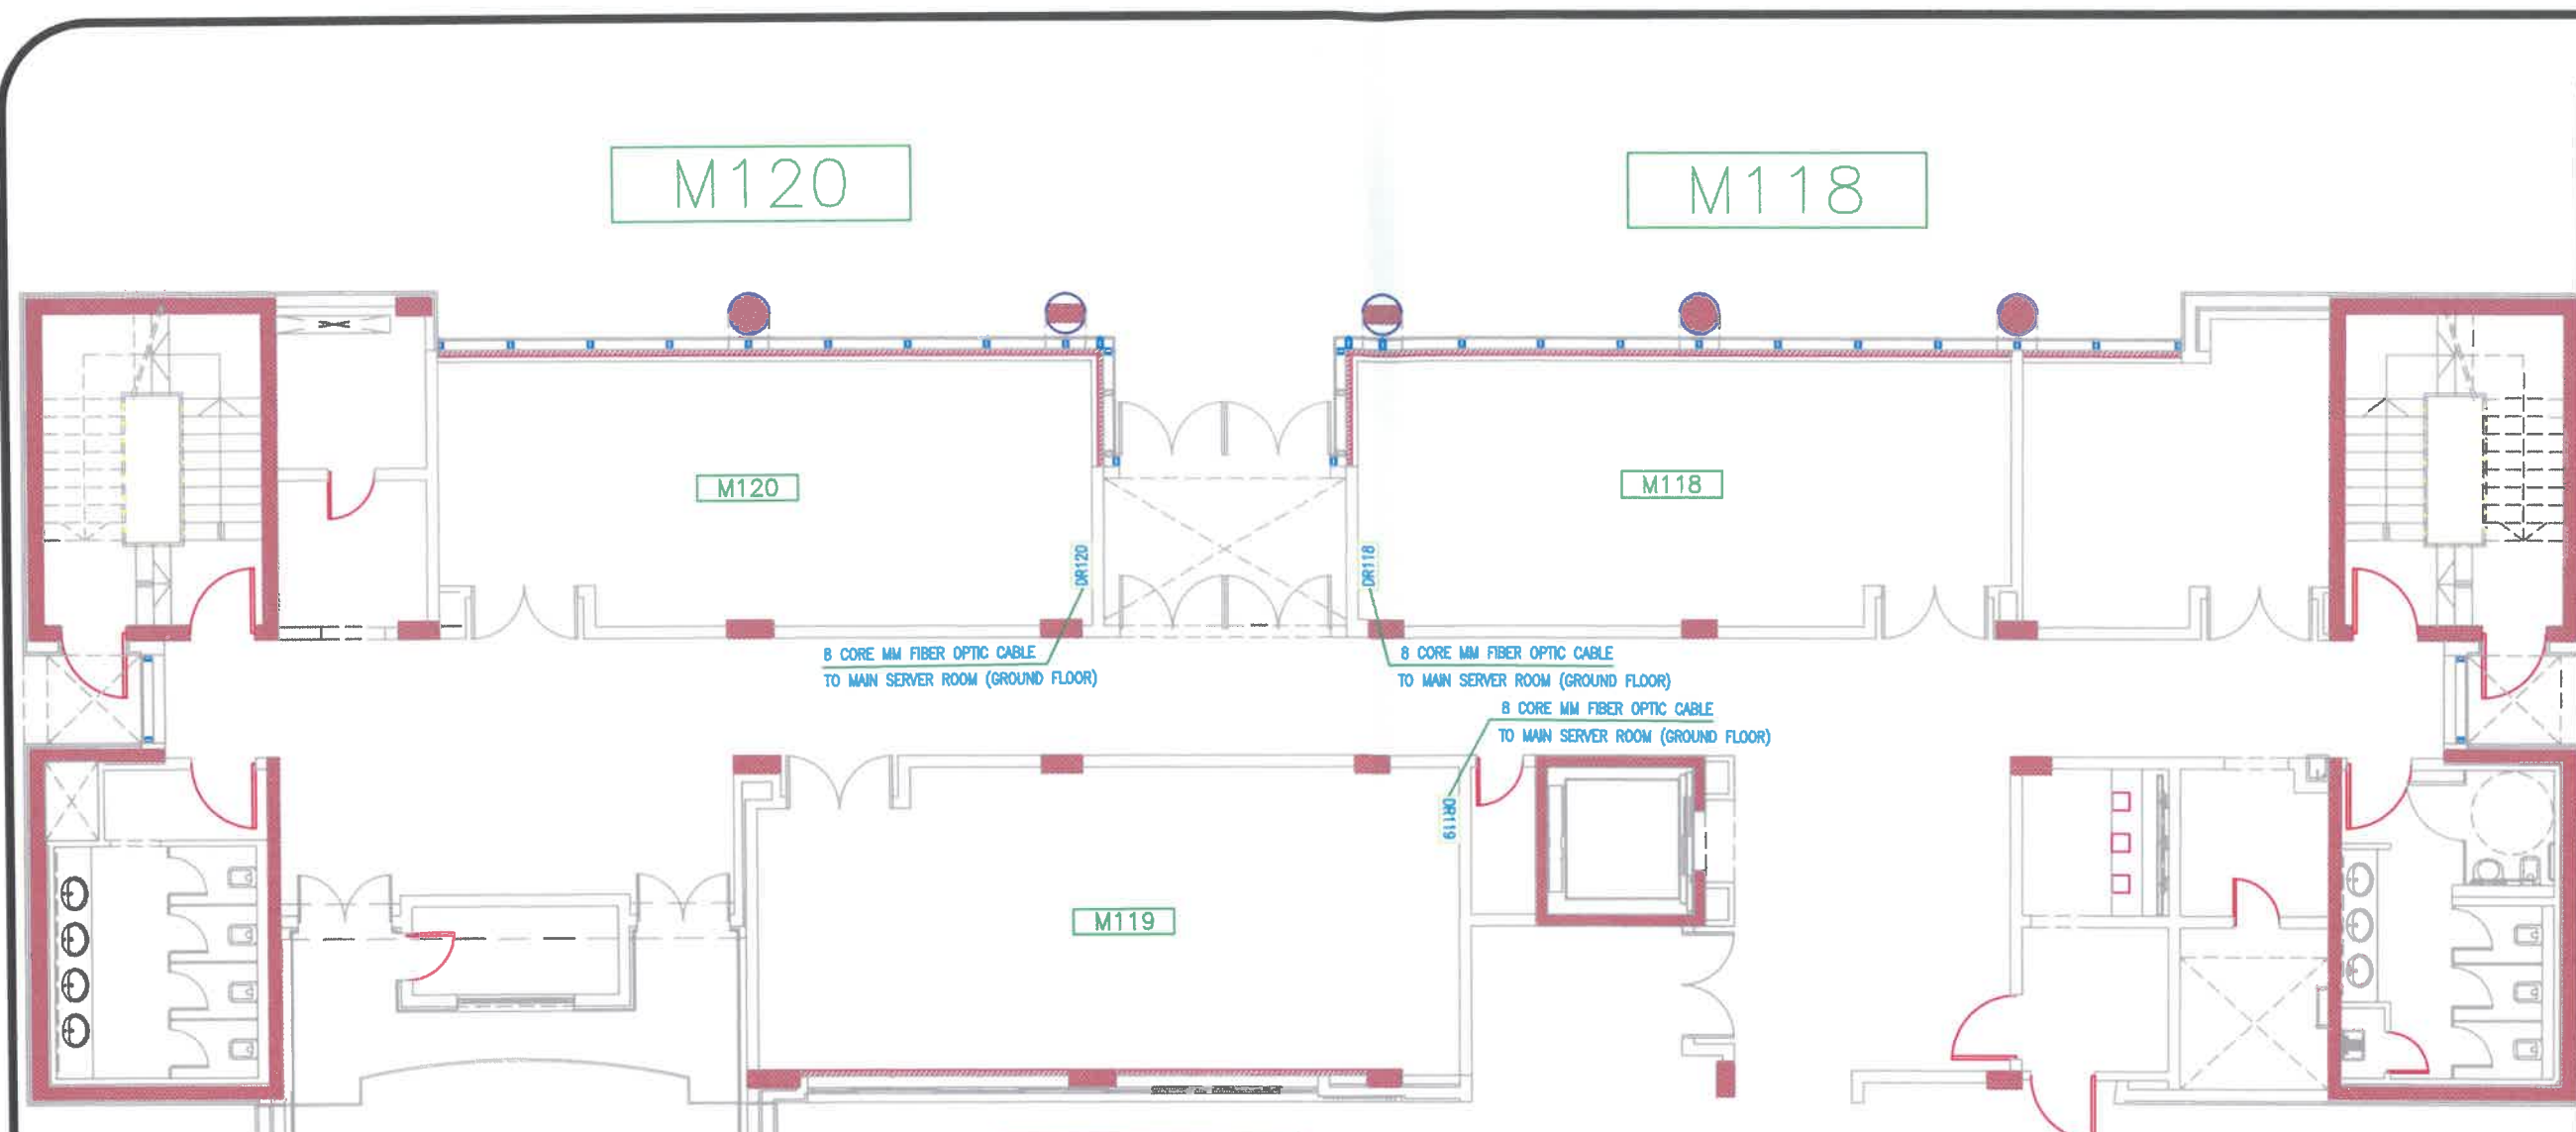 M120
M118
M120
M118
DR120
DR118
8 CORE MM FIBER OPTIC CABLE
TO MAIN SERVER ROOM (GROUND FLOOR)
8 CORE MM FIBER OPTIC CABLE
TO MAIN SERVER ROOM (GROUND FLOOR)
8 CORE MM FIBER OPTIC CABLE
TO MAIN SERVER ROOM (GROUND FLOOR)
DR119
M119